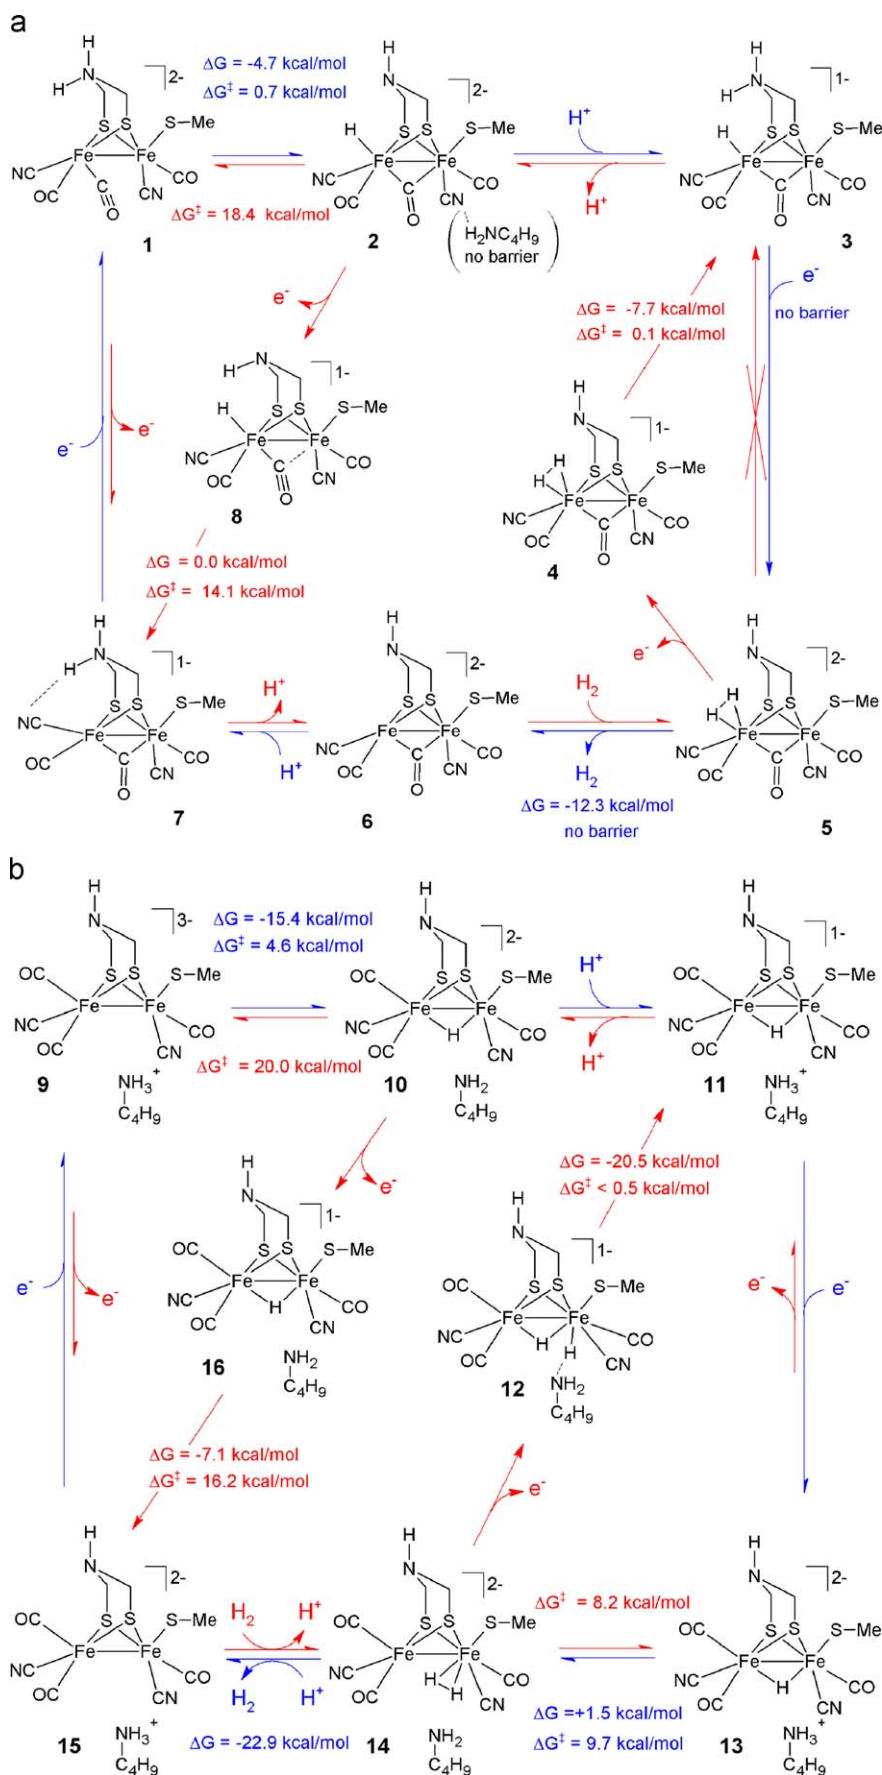 a
H
N
H
2-
S
S
S–Me
Fe
Fe
NC
OC
C
O
CN
CO
1
ΔG = -4.7 kcal/mol
ΔG‡ = 0.7 kcal/mol
ΔG‡ = 18.4 kcal/mol
H
N
2-
H
S
S
S–Me
Fe
Fe
NC
OC
C
O
CN
CO
2
H2NC4H9
no barrier
H+
H+
H
N
H
1-
H
S
S
S–Me
Fe
Fe
NC
OC
C
O
CN
CO
3
e-
H
N
1-
H
S
S
S–Me
Fe
Fe
NC
OC
C
O
CN
CO
8
ΔG = -7.7 kcal/mol
ΔG‡ = 0.1 kcal/mol
e-
no barrier
H
N
1-
H
H
S
S
S–Me
Fe
Fe
NC
OC
C
O
CN
CO
4
e-
e-
ΔG = 0.0 kcal/mol
ΔG‡ = 14.1 kcal/mol
e-
H
N
H
1-
S
S
S–Me
NC
Fe
Fe
OC
C
O
CN
CO
7
H+
H+
H
N
2-
S
S
S–Me
Fe
Fe
NC
OC
C
O
CN
CO
6
H2
H2
ΔG = -12.3 kcal/mol
no barrier
H
N
2-
H
H
S
S
S–Me
Fe
Fe
NC
OC
C
O
CN
CO
5
b
H
N
3-
OC
S
S
S–Me
Fe
Fe
NC
OC
CN
CO
9
NH3+
C4H9
ΔG = -15.4 kcal/mol
ΔG‡ = 4.6 kcal/mol
ΔG‡ = 20.0 kcal/mol
H
N
2-
OC
S
S
S–Me
Fe
Fe
NC
OC
H
CN
CO
10
NH2
C4H9
H+
H+
H
N
1-
OC
S
S
S–Me
Fe
Fe
NC
OC
H
CN
CO
11
NH3+
C4H9
e-
H
N
1-
OC
S
S
S–Me
Fe
Fe
NC
OC
H
CN
CO
16
NH2
C4H9
ΔG = -20.5 kcal/mol
ΔG‡ < 0.5 kcal/mol
H
N
1-
OC
S
S
S–Me
Fe
Fe
NC
OC
H
H
CN
CO
12
NH2
C4H9
e-
e-
e-
e-
ΔG = -7.1 kcal/mol
ΔG‡ = 16.2 kcal/mol
e-
H
N
2-
OC
S
S
S–Me
Fe
Fe
NC
OC
CN
CO
15
NH3+
C4H9
H2
H+
H2
H+
ΔG = -22.9 kcal/mol
H
N
2-
OC
S
S
S–Me
Fe
Fe
NC
OC
H
H
CN
CO
14
NH2
C4H9
ΔG‡ = 8.2 kcal/mol
ΔG =+1.5 kcal/mol
ΔG‡ = 9.7 kcal/mol
H
N
2-
OC
S
S
S–Me
Fe
Fe
NC
OC
H
CN
CO
13
NH3+
C4H9